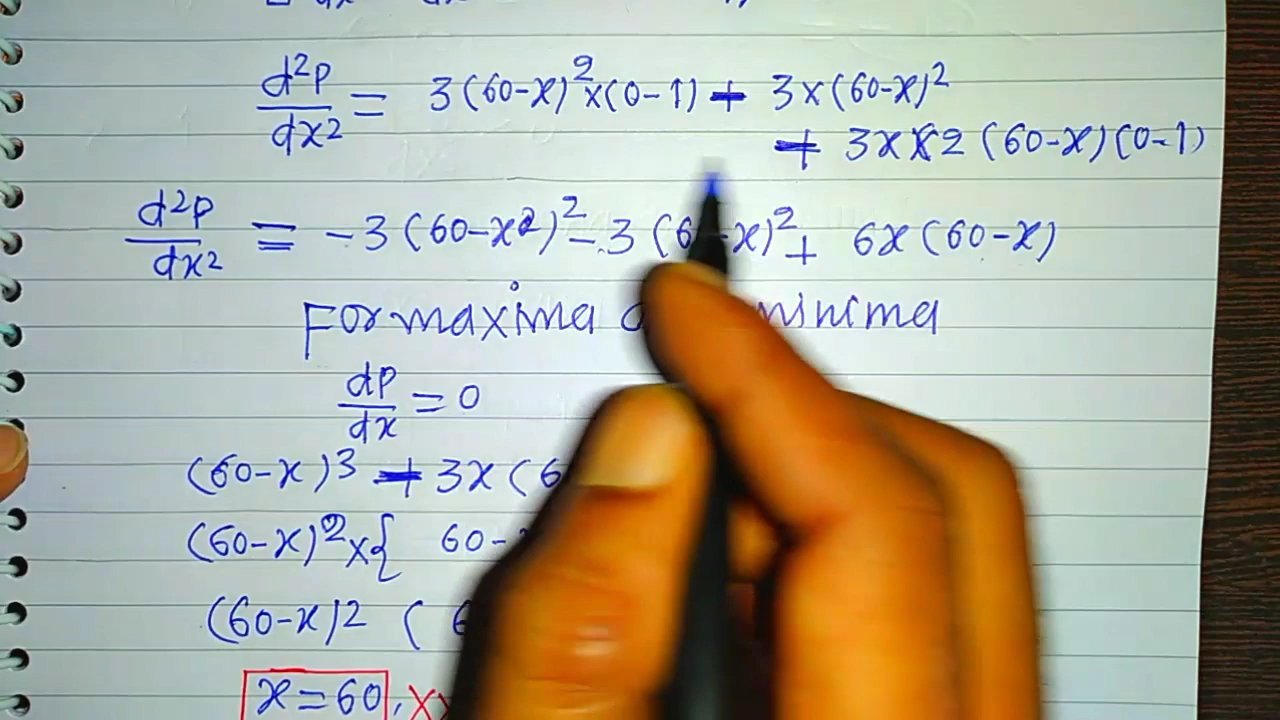 d²P/dx² = 3(60-x)²×(0-1) - 3×(60-x)²
- 3x×2(60-x)(0-1)
d²P/dx² = -3(60-x²)² - 3(6 -x)² + 6x(60-x)
For maxima
dP/dx = 0
(60-x)3 - 3x(6
(60-x)²×{ 60-
(60-x)2 (
x=60,